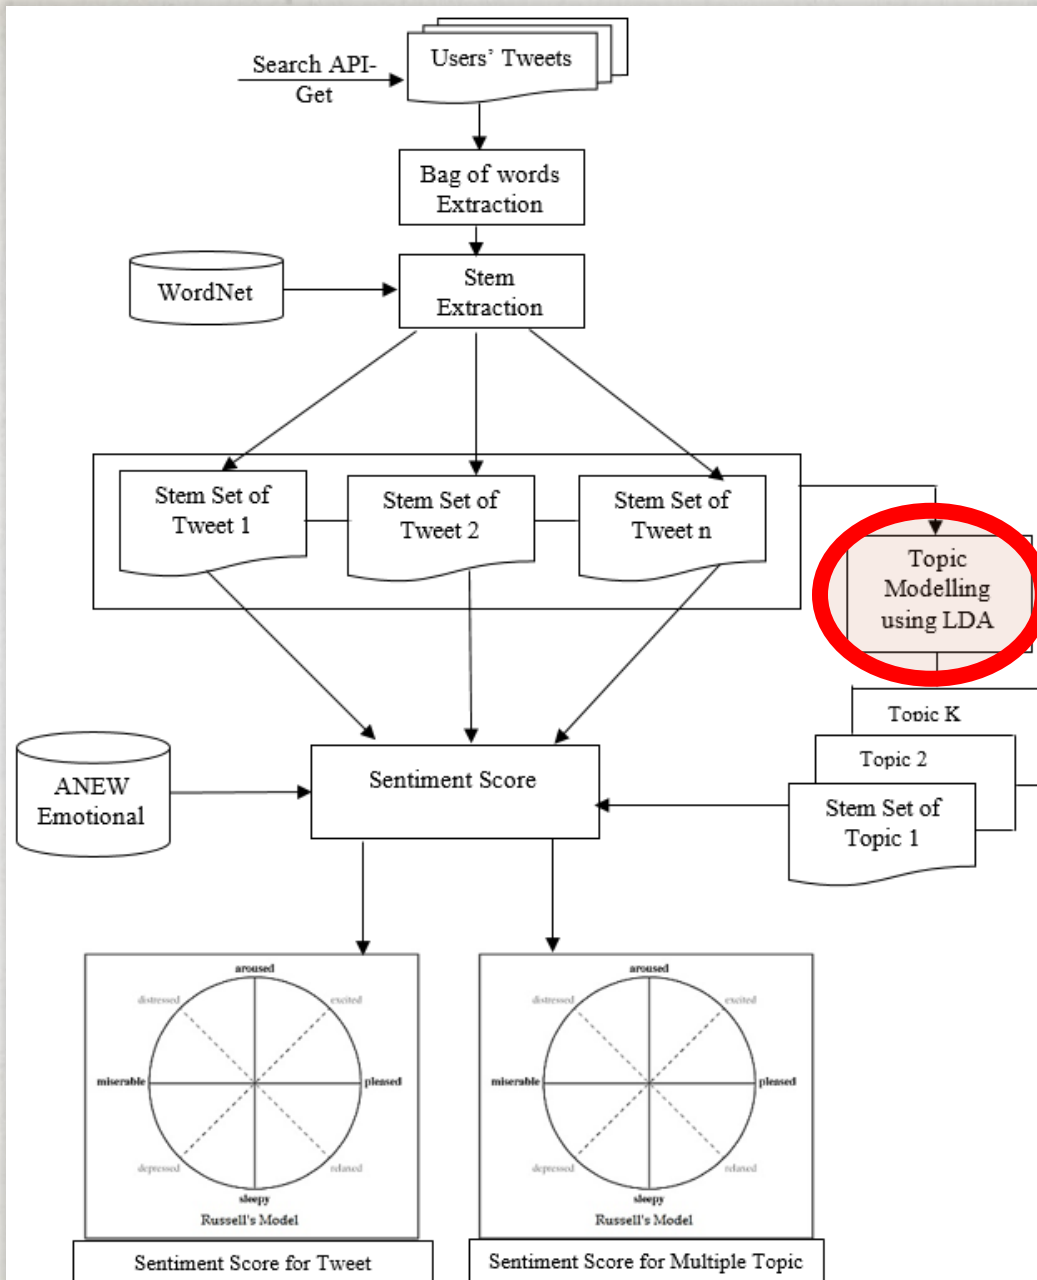 Users' Tweets
Search API-
Get
Bag of words
Extraction
WordNet
Stem
Extraction
Stem Set of
Tweet 1
Stem Set of
Tweet 2
Stem Set of
Tweet n
Topic
Modelling
using LDA
Topic K
Topic 2
Stem Set of
Topic 1
ANEW
Emotional
Sentiment Score
aroused
distressed
excited
miserable
pleased
depressed
relaxed
sleepy
Russell's Model
Sentiment Score for Tweet
aroused
distressed
excited
miserable
pleased
depressed
relaxed
sleepy
Russell's Model
Sentiment Score for Multiple Topic